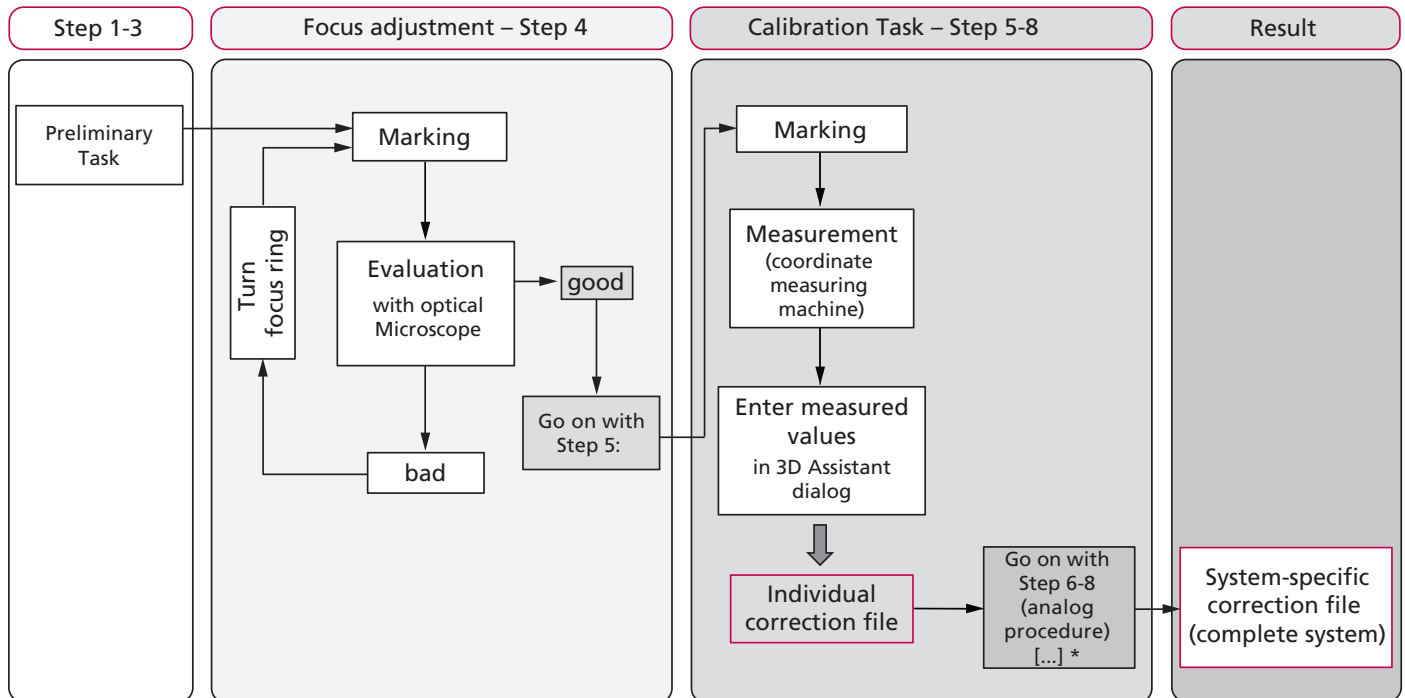 Step 1-3
Focus adjustment – Step 4
Calibration Task – Step 5-8
Result
Preliminary
Task
Marking
Turn
focus ring
Evaluation
with optical
Microscope
good
bad
Go on with
Step 5:
Marking
Measurement
(coordinate
measuring
machine)
Enter measured
values
in 3D Assistant
dialog
Individual
correction file
Go on with
Step 6-8
(analog
procedure)
[...] *
System-specific
correction file
(complete system)